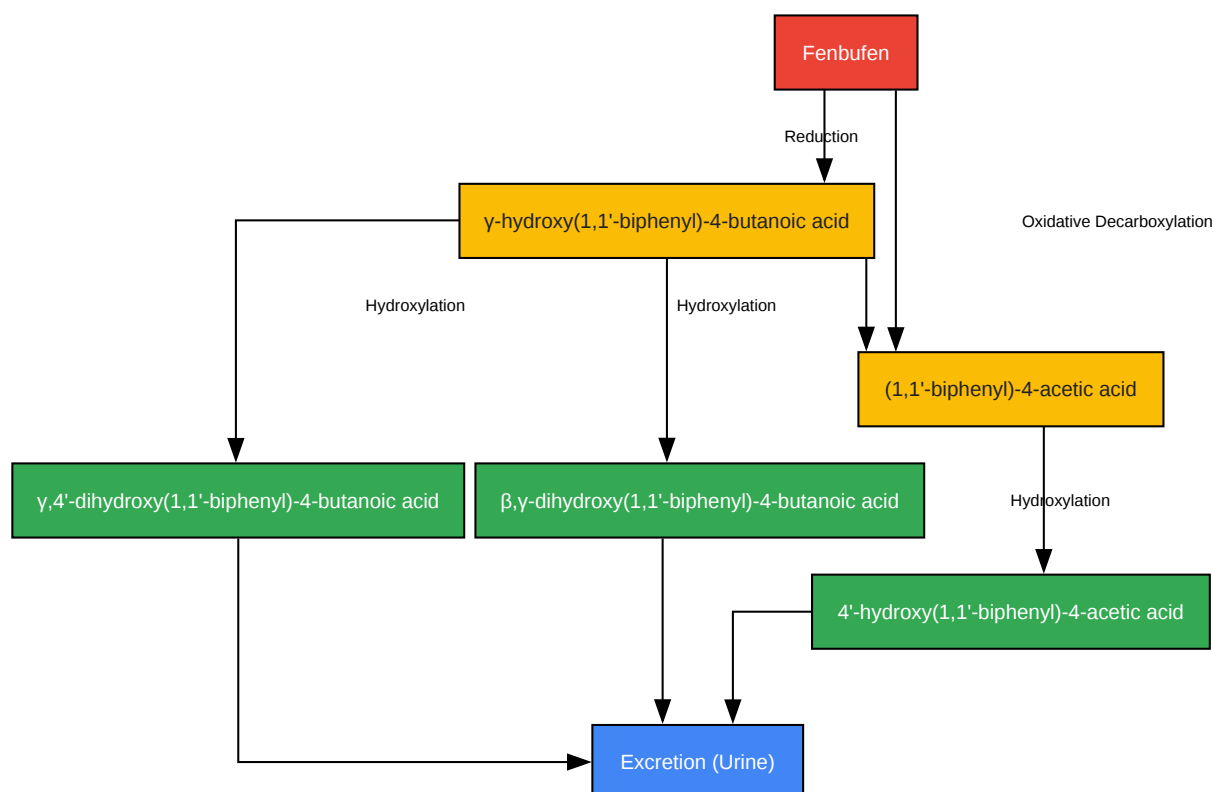 Fenbufen
Reduction
γ-hydroxy(1,1'-biphenyl)-4-butanoic acid
Oxidative Decarboxylation
Hydroxylation
Hydroxylation
(1,1'-biphenyl)-4-acetic acid
γ,4'-dihydroxy(1,1'-biphenyl)-4-butanoic acid
β,γ-dihydroxy(1,1'-biphenyl)-4-butanoic acid
Hydroxylation
4'-hydroxy(1,1'-biphenyl)-4-acetic acid
Excretion (Urine)